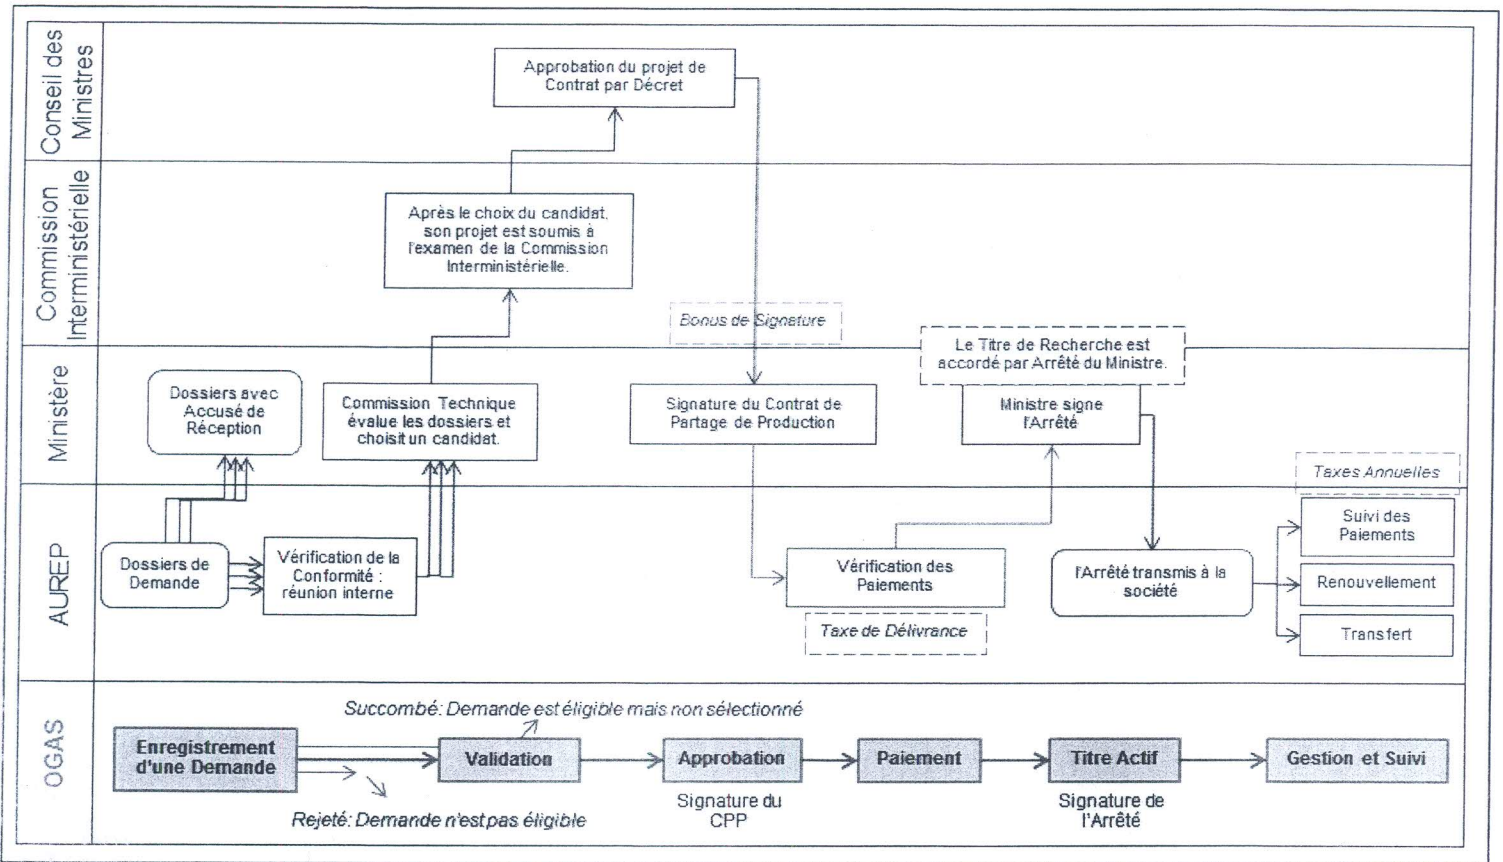 Conseil des
Ministres
Approbation du projet de
Contrat par Décret
Commission
Interministérielle
Après le choix du candidat,
son projet est soumis à
l'examen de la Commission
Interministérielle.
Bonus de Signature
Le Titre de Recherche est
accordé par Arrêté du Ministre.
Ministère
Dossiers avec
Accusé de
Réception
Commission Technique
évalue les dossiers et
choisit un candidat.
Signature du Contrat de
Partage de Production
Ministre signe
l'Arrêté
Taxes Annuelles
AUREP
Dossiers de
Demande
Vérification de la
Conformité :
réunion interne
Vérification des
Paiements
Taxe de Délivrance
l'Arrêté transmis à la
société
Suivi des
Paiements
Renouvellement
Transfert
OGAS
Succombé: Demande est éligible mais non sélectionné
Enregistrement
d'une Demande
Validation
Approbation
Paiement
Titre Actif
Gestion et Suivi
Signature du
CPP
Signature de
l'Arrêté
Rejeté: Demande n'est pas éligible